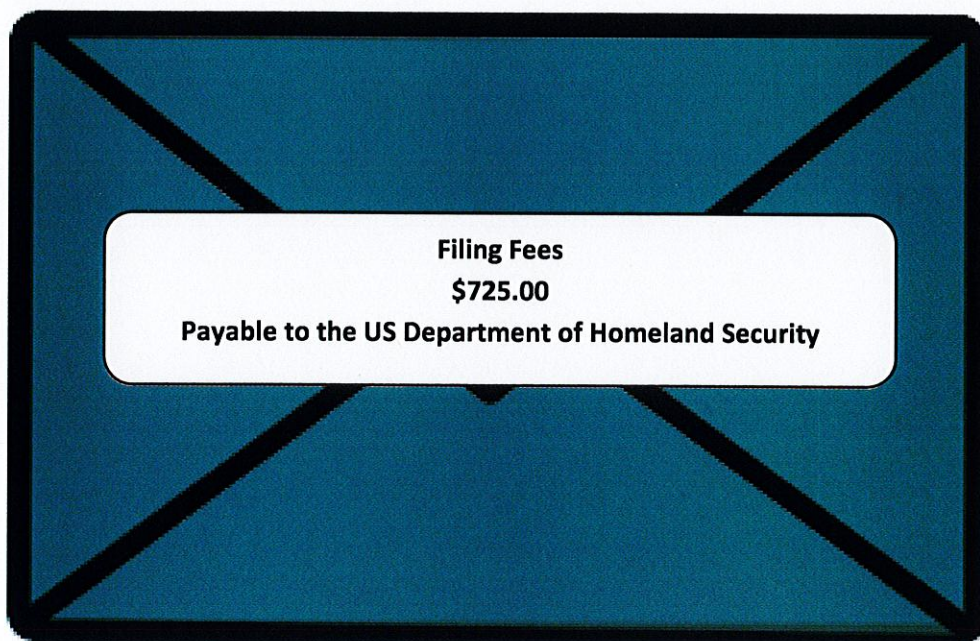 Filing Fees
$725.00
Payable to the US Department of Homeland Security